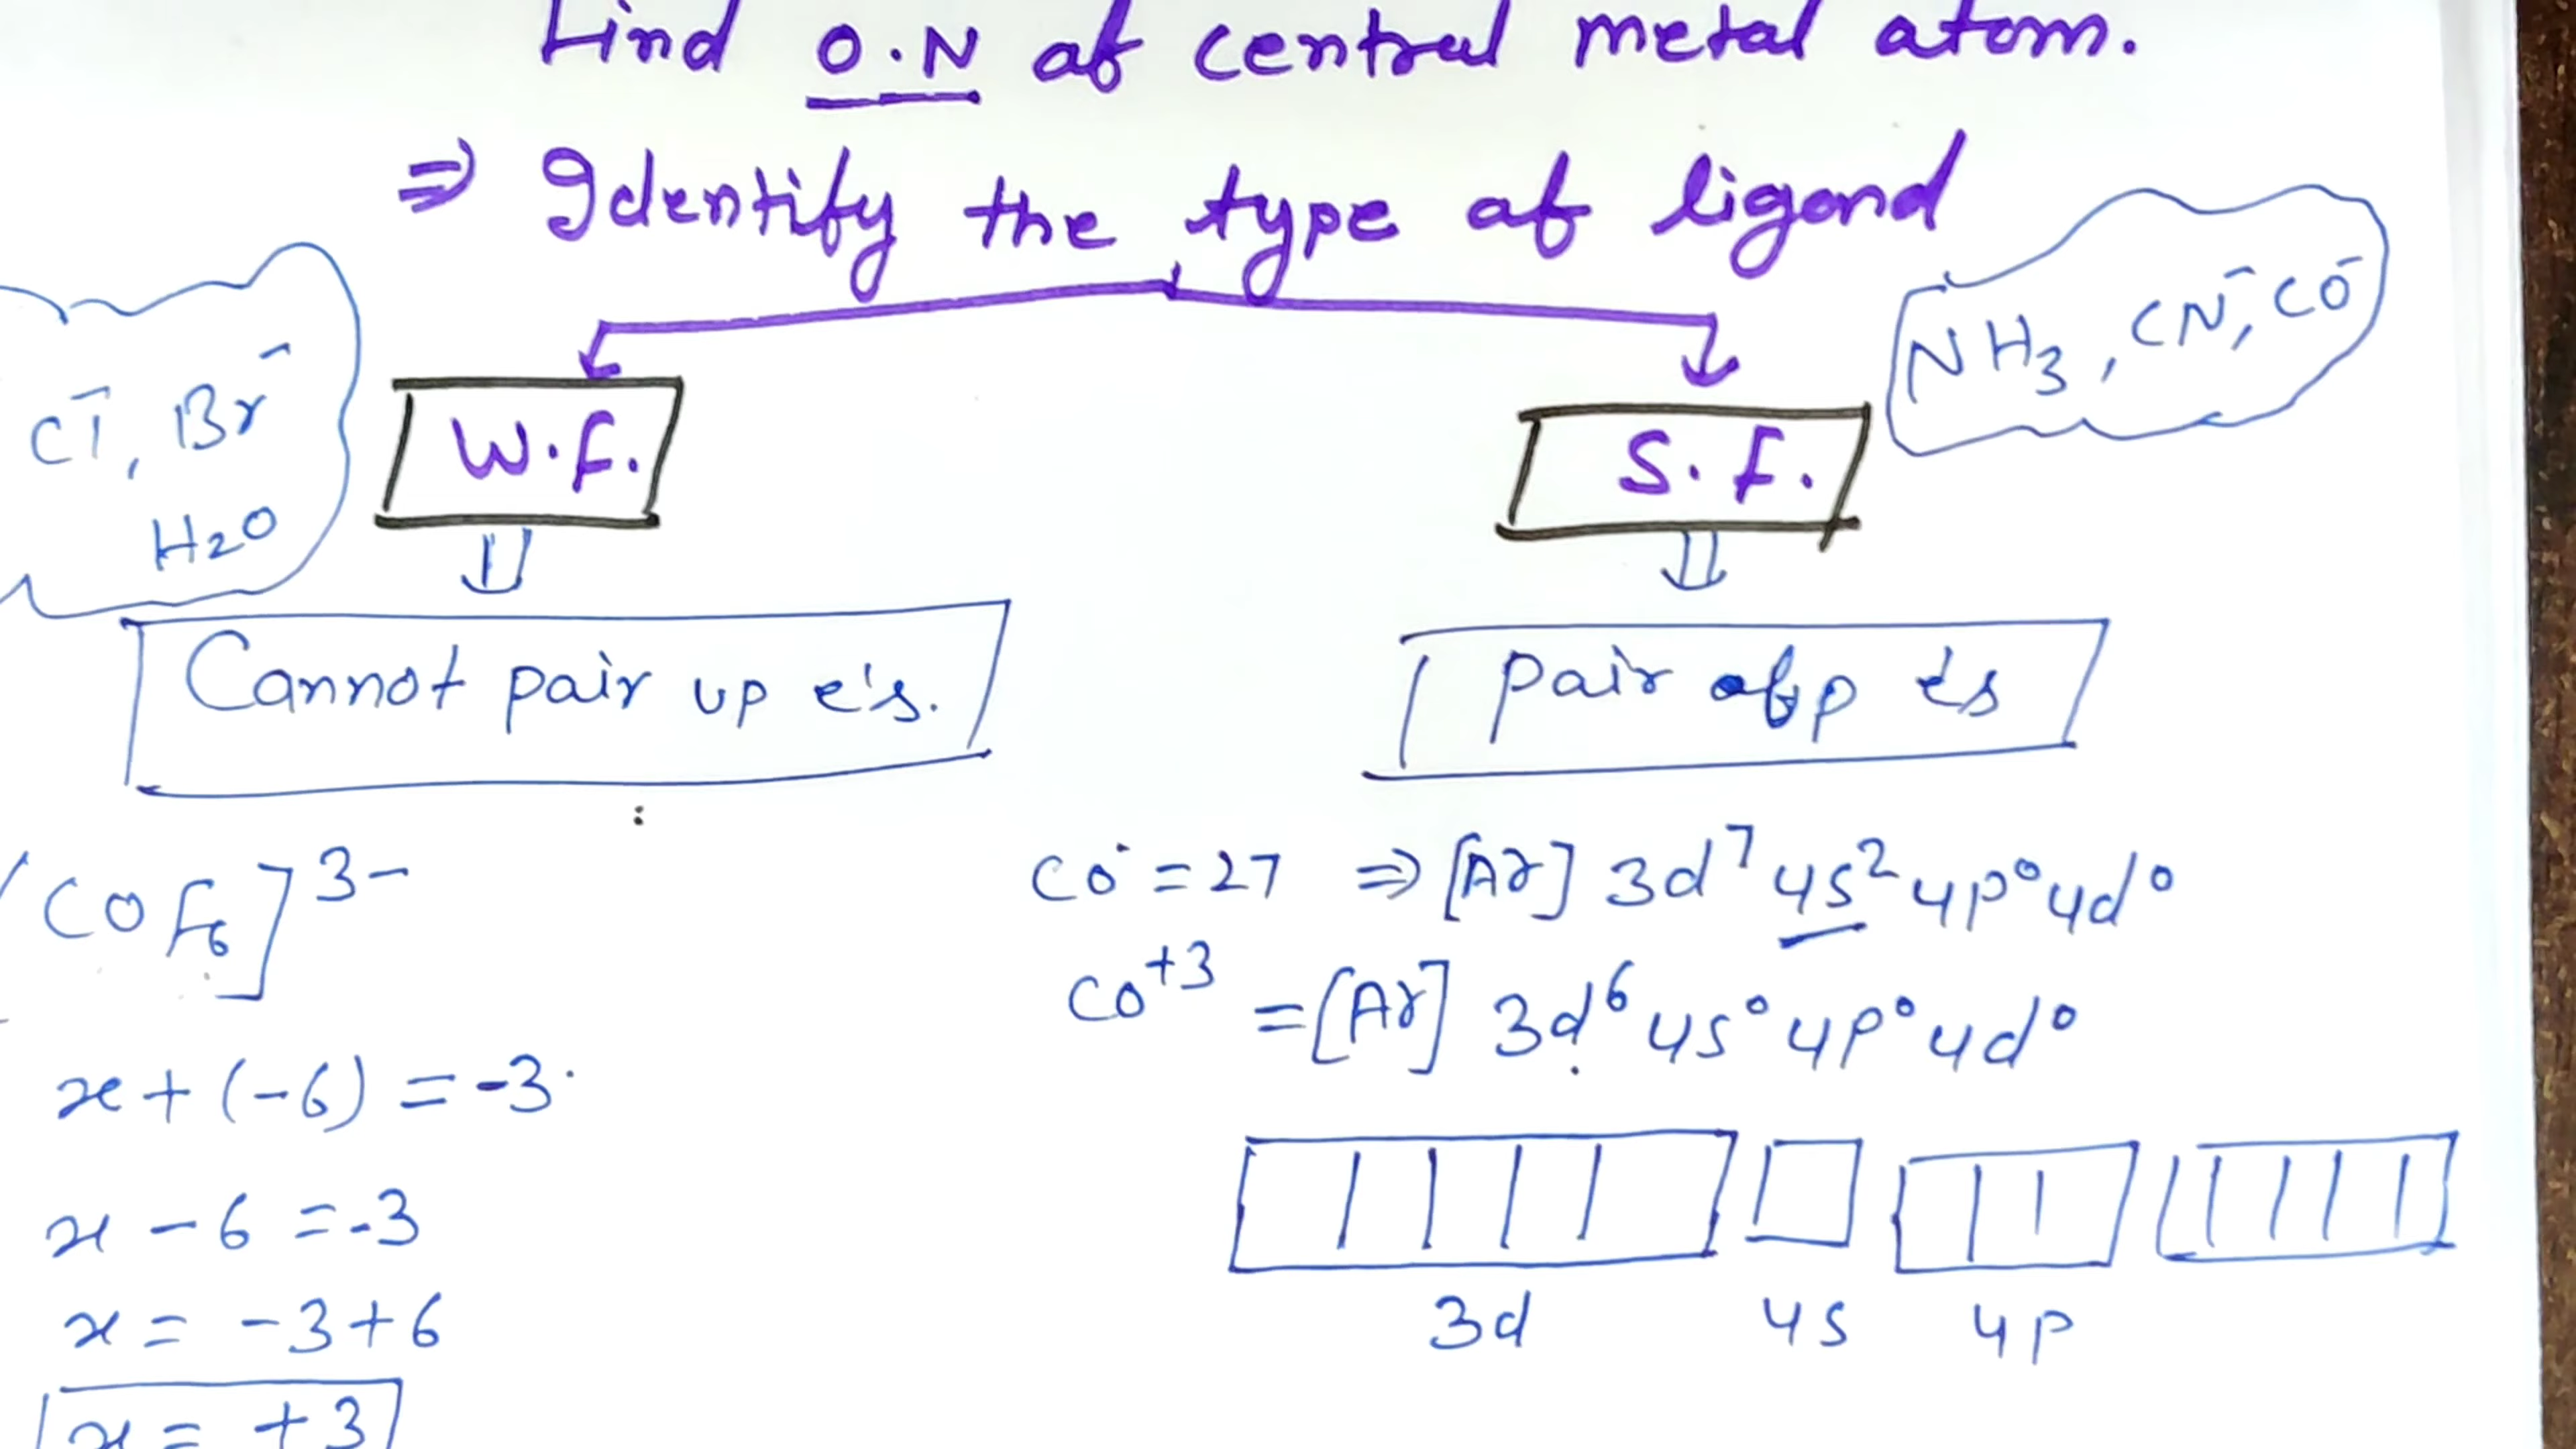 Find O.N of central metal atom.
⇒ Identify the type of ligand
NH3, CN⁻, CO⁻
Cl⁻, Br⁻
H2O
W.F.
S.F.
Cannot pair up e's.
pair up e's
[CoF6]³⁻
Co = 27 ⇒ [Ar] 3d⁷ 4s² 4p⁰ 4d⁰
Co⁺³ = [Ar] 3d⁶ 4s⁰ 4p⁰ 4d⁰
x + (-6) = -3
x - 6 = -3
x = -3 + 6
x = +3
3d 4s 4p